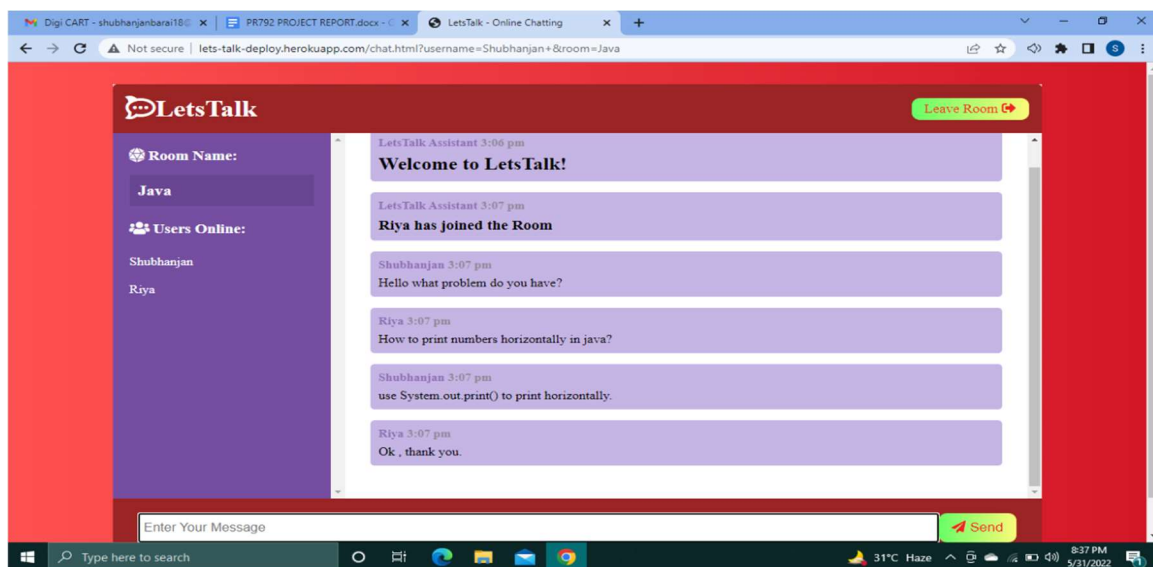 Digi CART - shubhanjanbarai18@
PR792 PROJECT REPORT.docx - G
LetsTalk - Online Chatting
Not secure | lets-talk-deploy.herokuapp.com/chat.html?username=Shubhanjan+&room=Java
S
LetsTalk
Leave Room
Room Name:
Java
Users Online:
Shubhanjan
Riya
LetsTalk Assistant 3:06 pm
Welcome to LetsTalk!
LetsTalk Assistant 3:07 pm
Riya has joined the Room
Shubhanjan 3:07 pm
Hello what problem do you have?
Riya 3:07 pm
How to print numbers horizontally in java?
Shubhanjan 3:07 pm
use System.out.print() to print horizontally.
Riya 3:07 pm
Ok , thank you.
Enter Your Message
Send
Type here to search
31°C Haze
8:37 PM
5/31/2022